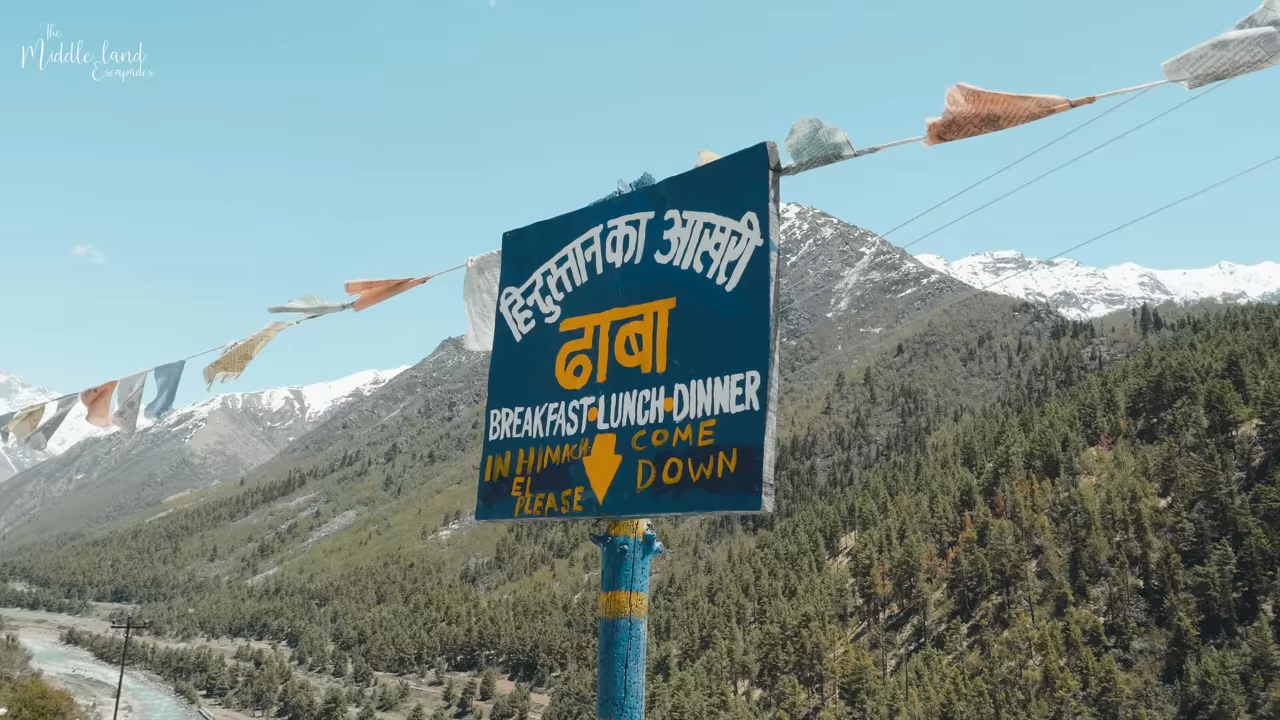 The
Middle land
Escapades
हिन्दुस्तान का आखरी
ढाबा
BREAKFAST·LUNCH·DINNER
IN HIMACH
EL
PLEASE
COME
DOWN